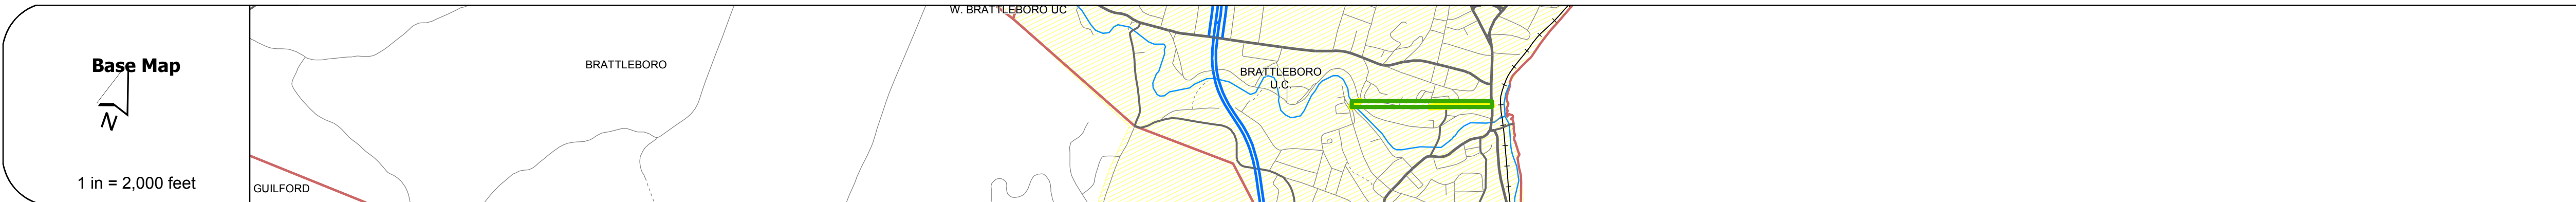 Base Map
N
1 in = 2,000 feet
W. BRATTLEBORO UC
BRATTLEBORO
BRATTLEBORO
U.C.
GUILFORD